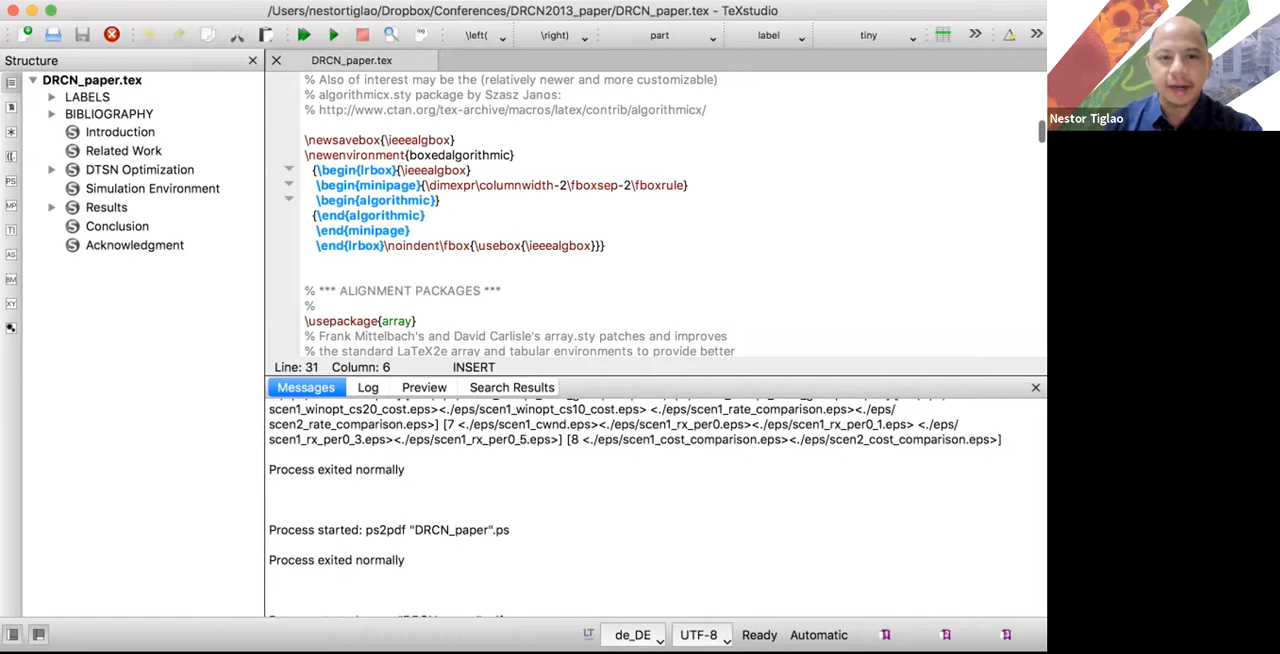 /Users/nestortiglao/Dropbox/Conferences/DRCN2013_paper/DRCN_paper.tex - TeXstudio
\left( \right) part label tiny
Structure
DRCN_paper.tex
DRCN_paper.tex
LABELS
BIBLIOGRAPHY
Introduction
Related Work
DTSN Optimization
Simulation Environment
Results
Conclusion
Acknowledgment
% Also of interest may be the (relatively newer and more customizable)
% algorithmicx.sty package by Szasz Janos:
% http://www.ctan.org/tex-archive/macros/latex/contrib/algorithmicx/
\newsavebox{\ieeealgbox}
\newenvironment{boxedalgorithmic}
{\begin{lrbox}{\ieeealgbox}
\begin{minipage}{\dimexpr\columnwidth-2\fboxsep-2\fboxrule}
\begin{algorithmic}}
{\end{algorithmic}
\end{minipage}
\end{lrbox}\noindent\fbox{\usebox{\ieeealgbox}}}
% *** ALIGNMENT PACKAGES ***
%
\usepackage{array}
% Frank Mittelbach's and David Carlisle's array.sty patches and improves
% the standard LaTeX2e array and tabular environments to provide better
Line: 31 Column: 6 INSERT
Messages Log Preview Search Results
scen1_winopt_cs20_cost.eps><./eps/scen1_winopt_cs10_cost.eps> <./eps/scen1_rate_comparison.eps><./eps/
scen2_rate_comparison.eps>] [7 <./eps/scen1_cwnd.eps><./eps/scen1_rx_per0.eps><./eps/scen1_rx_per0_1.eps> <./eps/
scen1_rx_per0_3.eps><./eps/scen1_rx_per0_5.eps>] [8 <./eps/scen1_cost_comparison.eps><./eps/scen2_cost_comparison.eps>]
Process exited normally
Process started: ps2pdf "DRCN_paper".ps
Process exited normally
LT de_DE UTF-8 Ready Automatic
Nestor Tiglao